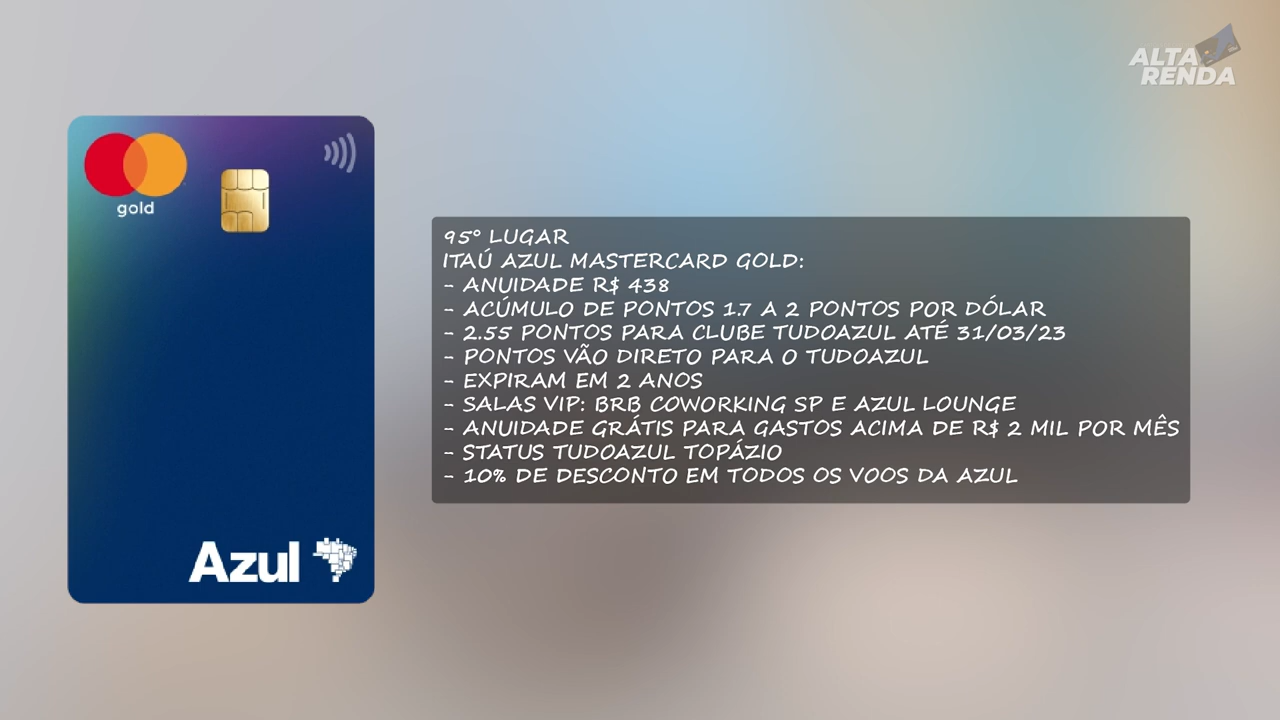 ALTA
RENDA
gold
95º LUGAR
ITAÚ AZUL MASTERCARD GOLD:
- ANUIDADE R$ 438
- ACÚMULO DE PONTOS 1.7 A 2 PONTOS POR DÓLAR
- 2.55 PONTOS PARA CLUBE TUDOAZUL ATÉ 31/03/23
- PONTOS VÃO DIRETO PARA O TUDOAZUL
- EXPIRAM EM 2 ANOS
- SALAS VIP: BRB COWORKING SP E AZUL LOUNGE
- ANUIDADE GRÁTIS PARA GASTOS ACIMA DE R$ 2 MIL POR MÊS
- STATUS TUDOAZUL TOPÁZIO
- 10% DE DESCONTO EM TODOS OS VOOS DA AZUL
Azul